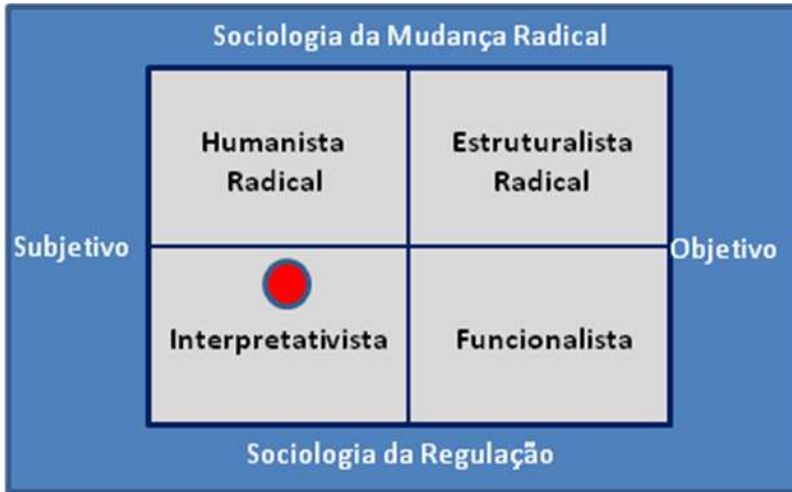 Sociologia da Mudança Radical
Humanista
Radical
Estruturalista
Radical
Subjetivo
Objetivo
Interpretativista
Funcionalista
Sociologia da Regulação